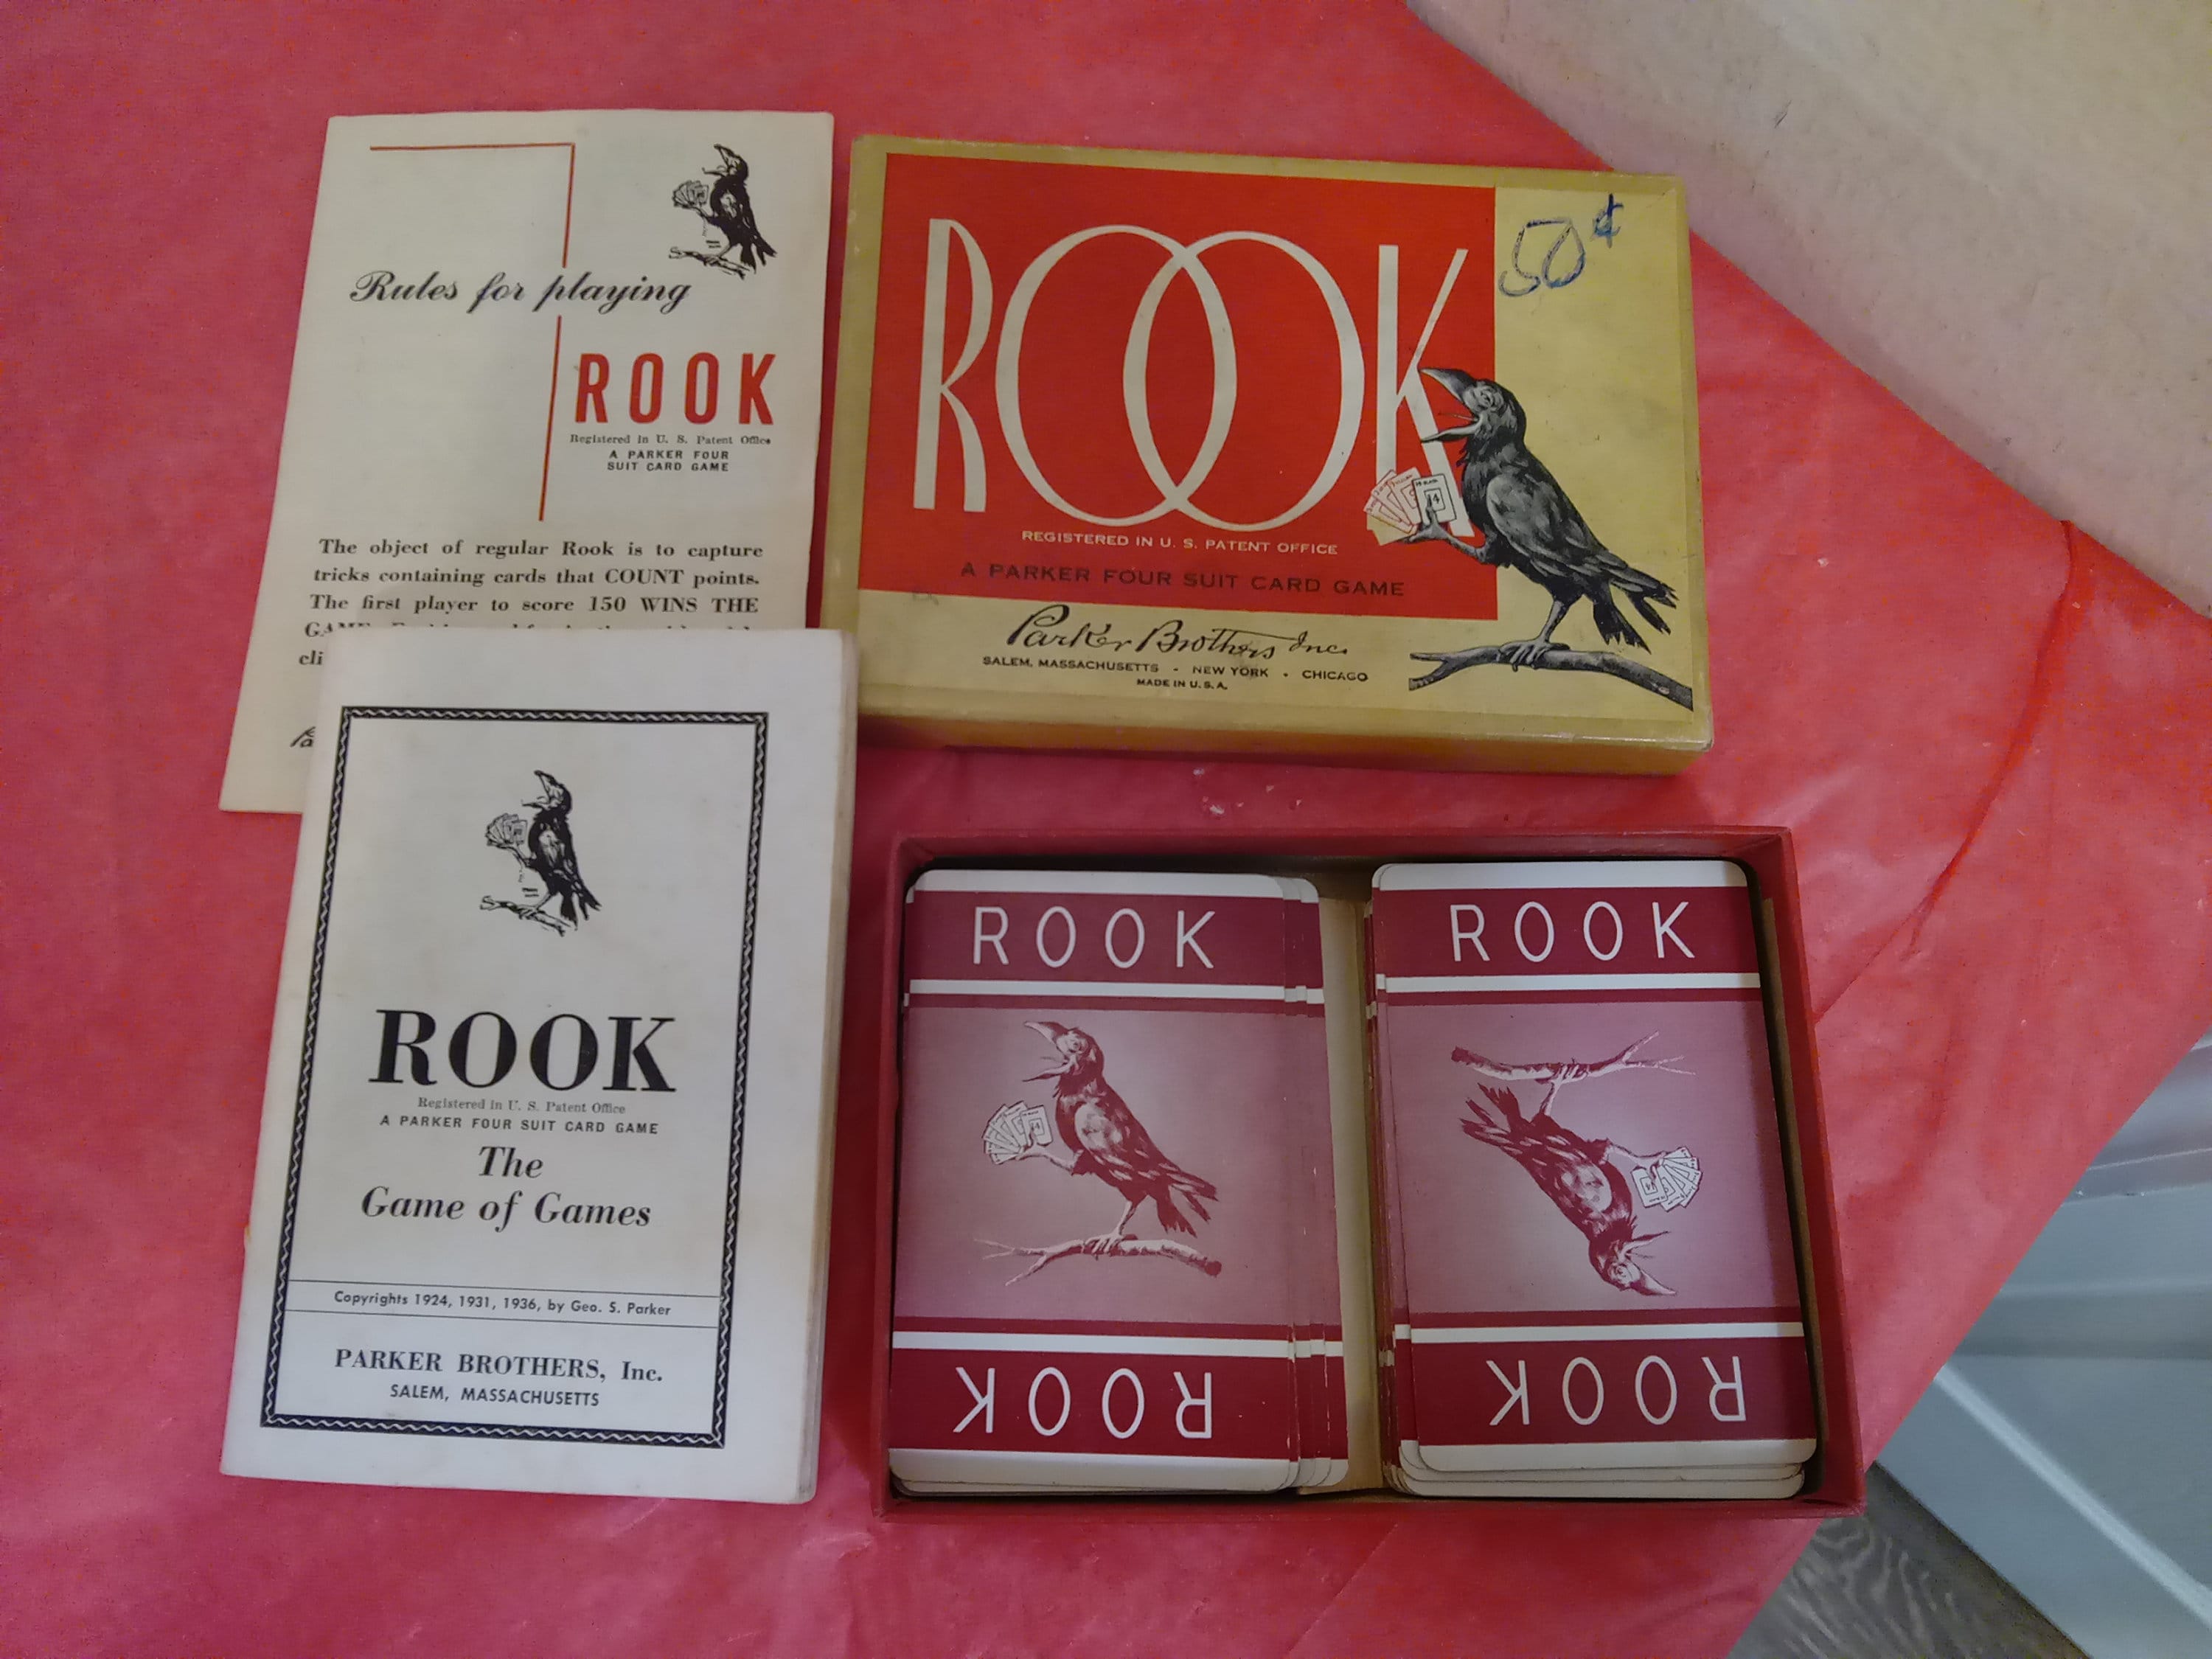 Rules for playing
ROOK
Registered in U. S. Patent Office
A PARKER FOUR
SUIT CARD GAME
The object of regular Rook is to capture
tricks containing cards that COUNT points.
The first player to score 150 WINS THE
cli
ROOK
Registered in U. S. Patent Office
A PARKER FOUR SUIT CARD GAME
The
Game of Games
Copyrights 1924, 1931, 1936, by Geo. S. Parker
PARKER BROTHERS, Inc.
SALEM, MASSACHUSETTS
50¢
ROOK
REGISTERED IN U. S. PATENT OFFICE
A PARKER FOUR SUIT CARD GAME
Parker Brothers Inc.
SALEM, MASSACHUSETTS - NEW YORK - CHICAGO
MADE IN U. S. A.
ROOK
ROOK
ROOK
ROOK